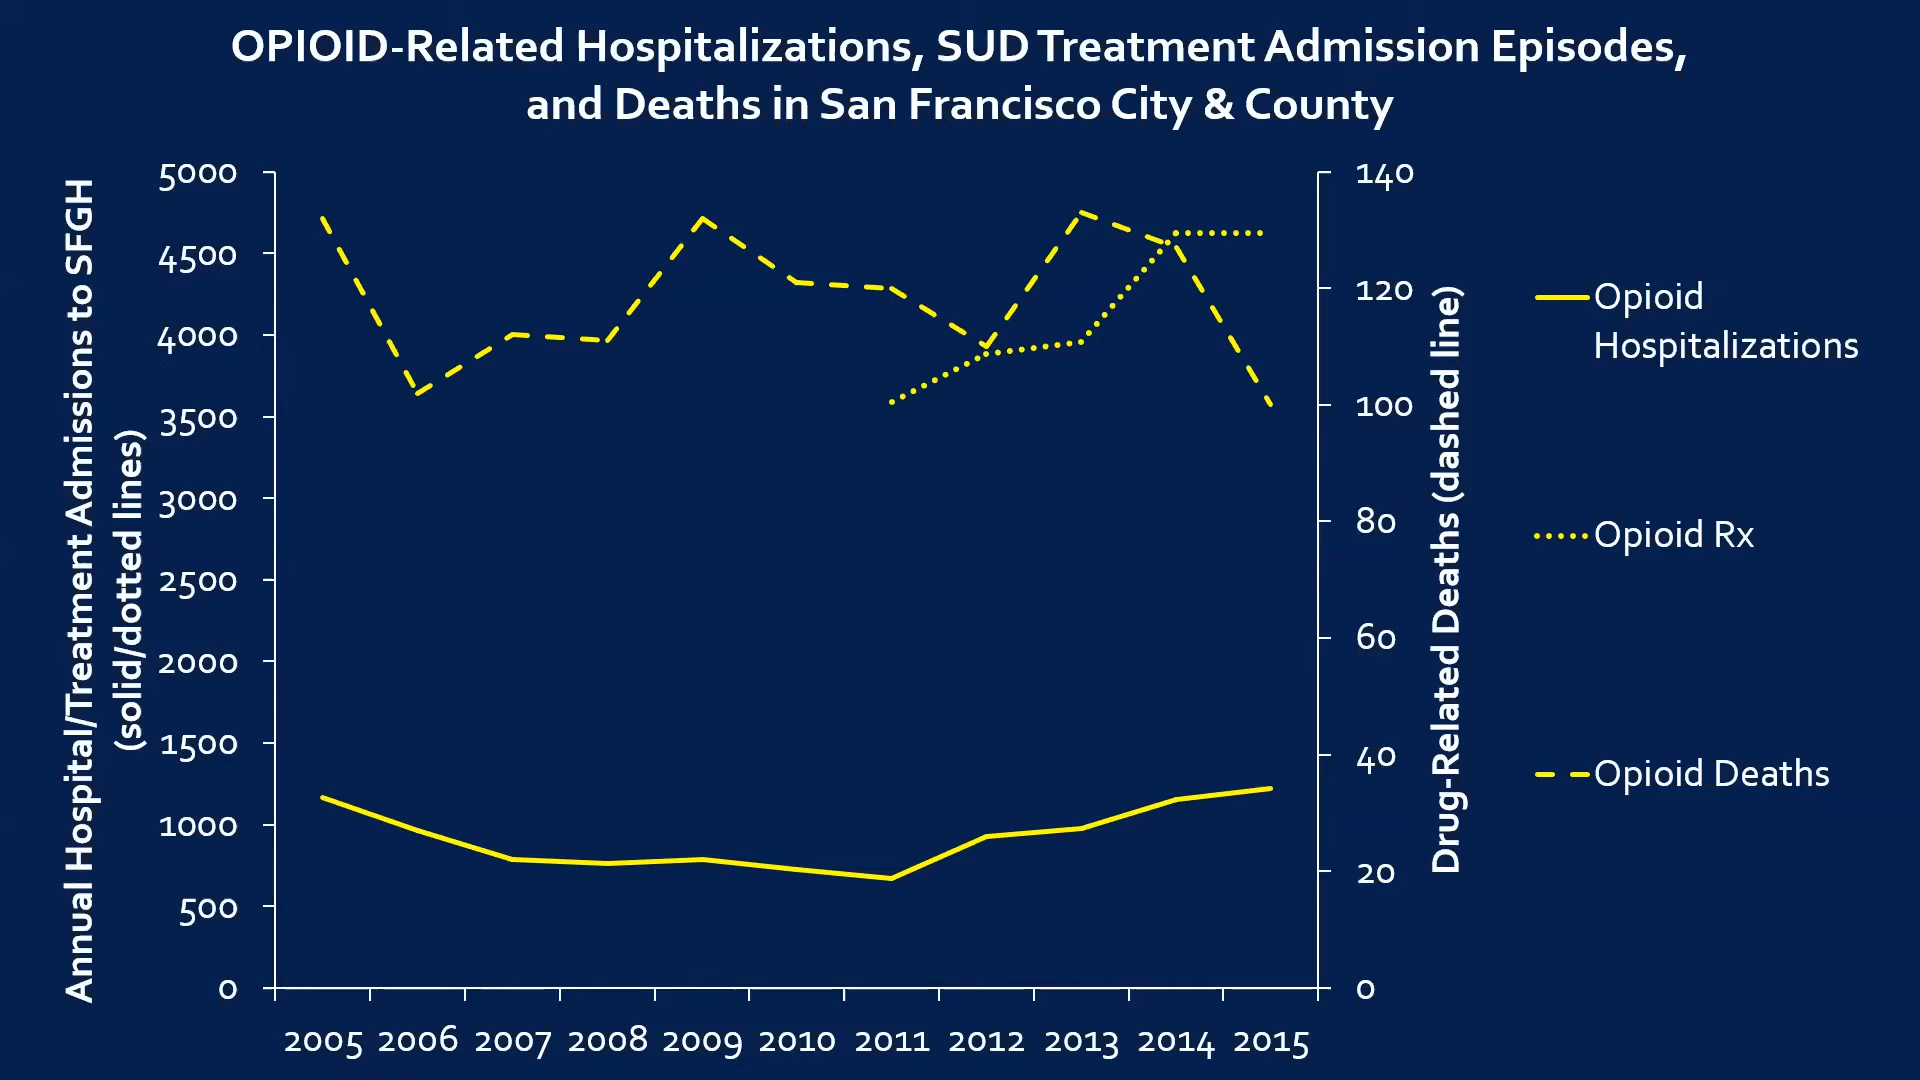 OPIOID-Related Hospitalizations, SUD Treatment Admission Episodes,
and Deaths in San Francisco City & County
Annual Hospital/Treatment Admissions to SFGH
(solid/dotted lines)
5000
4500
4000
3500
3000
2500
2000
1500
1000
500
0
140
120
100
80
60
40
20
0
Drug-Related Deaths (dashed line)
Opioid
Hospitalizations
Opioid Rx
Opioid Deaths
2005 2006 2007 2008 2009 2010 2011 2012 2013 2014 2015